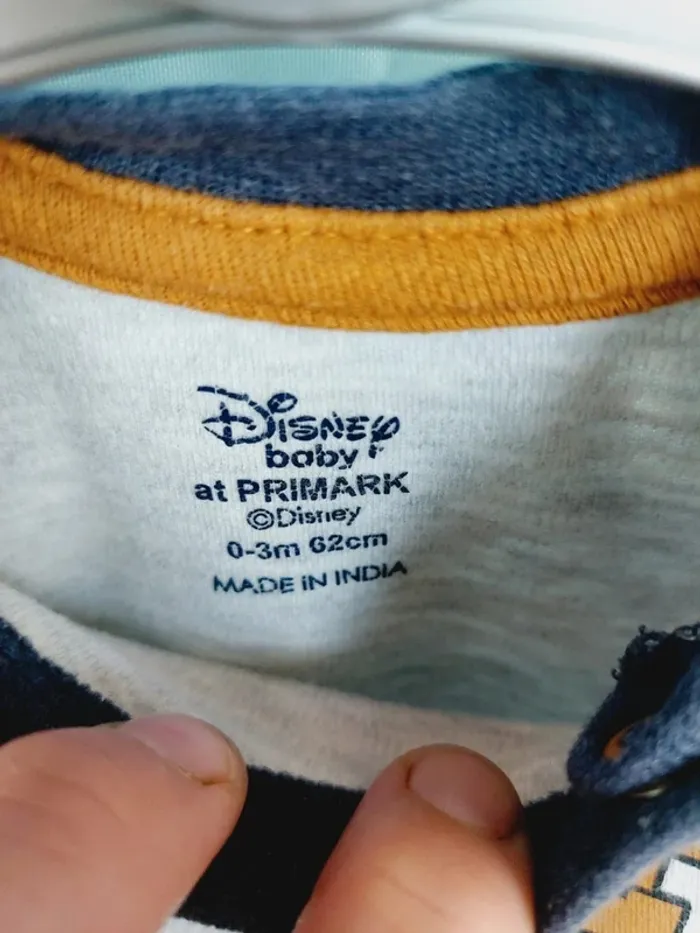 Disney
baby
at PRIMARK
©Disney
0-3m 62cm
MADE IN INDIA